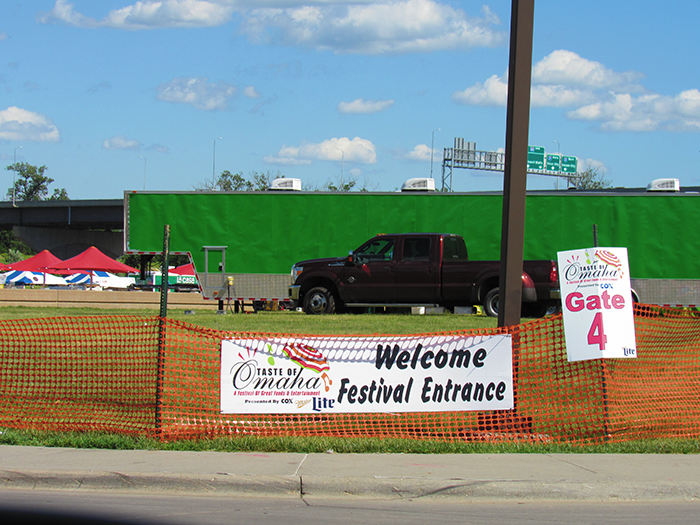 TASTE OF
Omaha
A Festival Of Great Foods & Entertainment
Presented By COX Lite
Welcome
Festival Entrance
TASTE OF
Omaha
Presented By COX
Gate
4
Lite